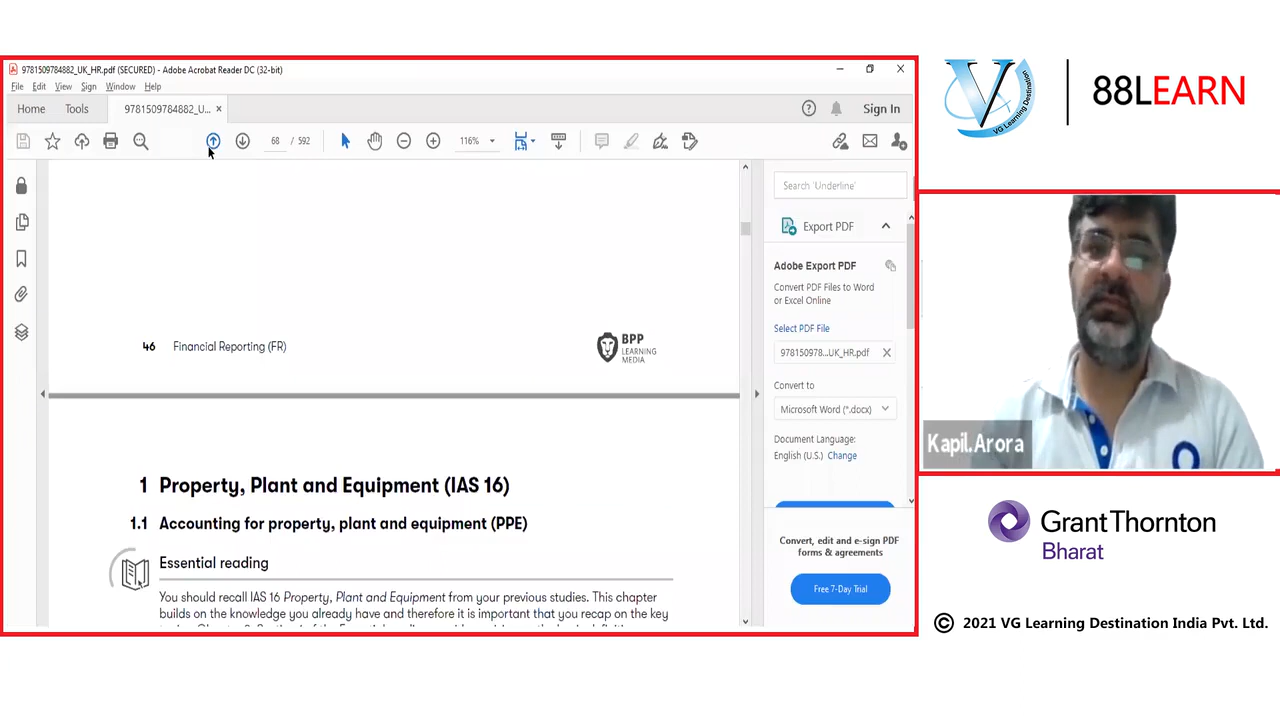 9781509784882_UK_HR.pdf (SECURED) - Adobe Acrobat Reader DC (32-bit)
File Edit View Sign Window Help
Home Tools 9781509784882_U... × Sign In
68 / 592 116%
46 Financial Reporting (FR)
BPP
LEARNING
MEDIA
1 Property, Plant and Equipment (IAS 16)
1.1 Accounting for property, plant and equipment (PPE)
Essential reading
You should recall IAS 16 Property, Plant and Equipment from your previous studies. This chapter
builds on the knowledge you already have and therefore it is important that you recap on the key
Search 'Underline'
Export PDF
Adobe Export PDF
Convert PDF Files to Word
or Excel Online
Select PDF File
978150978...UK_HR.pdf
Convert to
Microsoft Word (*.docx)
Document Language:
English (U.S.) Change
Convert, edit and e-sign PDF
forms & agreements
Free 7-Day Trial
V
VG Learning Destination
88LEARN
Kapil.Arora
Grant Thornton
Bharat
© 2021 VG Learning Destination India Pvt. Ltd.